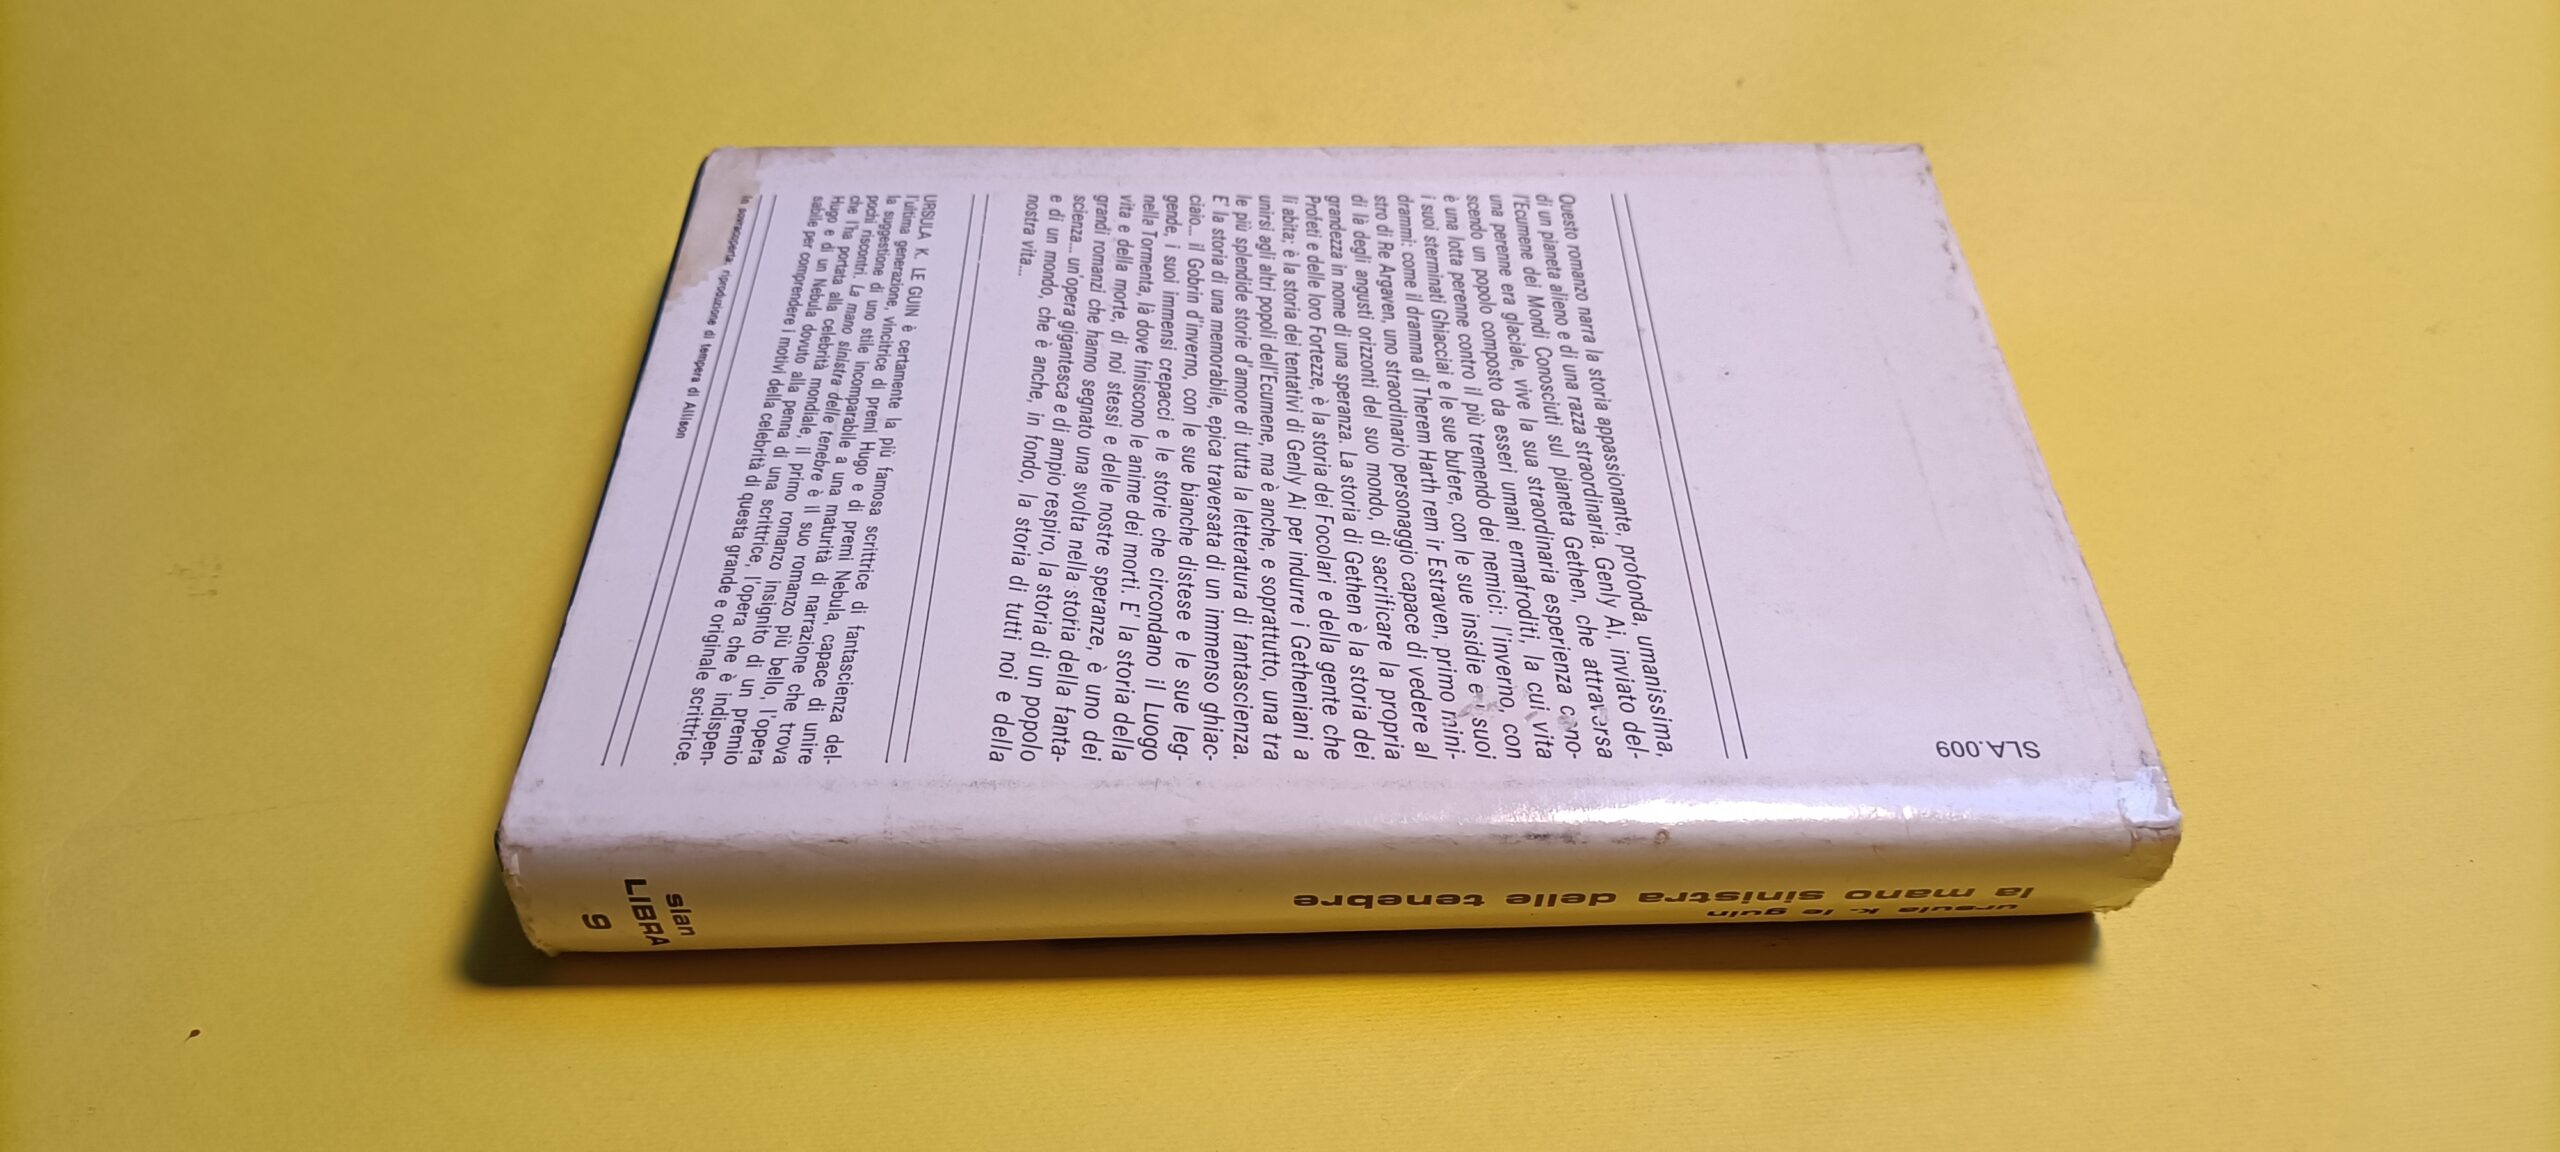 SLA.009
Questo romanzo narra la storia appassionante, profonda, umanissima,
di un pianeta alieno e di una razza straordinaria. Genly Ai, inviato del-
l'Ecumene dei Mondi Conosciuti sul pianeta Gethen, che attraversa
una perenne era glaciale, vive la sua straordinaria esperienza cono-
scendo un popolo composto da esseri umani ermafroditi, la cui vita
è una lotta perenne contro il più tremendo dei nemici: l'inverno, con
i suoi sterminati Ghiacciai e le sue bufere, con le sue insidie e i suoi
drammi: come il dramma di Therem Harth rem ir Estraven, primo mini-
stro di Re Argaven, uno straordinario personaggio capace di vedere al
di là degli angusti orizzonti del suo mondo, di sacrificare la propria
grandezza in nome di una speranza. La storia di Gethen è la storia dei
Profeti e delle loro Fortezze, è la storia dei Focolari e della gente che
li abita; è la storia dei tentativi di Genly Ai per indurre i Getheniani a
unirsi agli altri popoli dell'Ecumene, ma è anche, e soprattutto, una tra
le più splendide storie d'amore di tutta la letteratura di fantascienza.
E la storia di una memorabile, epica traversata di un immenso ghiac-
ciaio... il Gobrin d'inverno, con le sue bianche distese e le sue leg-
gende, i suoi immensi crepacci e le storie che circondano il Luogo
nella Tormenta, là dove finiscono le anime dei morti. E' la storia della
vita e della morte, di noi stessi e delle nostre speranze, è uno dei
grandi romanzi che hanno segnato una svolta nella storia della fanta-
scienza... un'opera gigantesca e di ampio respiro, la storia di un popolo
e di un mondo, che è anche, in fondo, la storia di tutti noi e della
nostra vita...
URSULA K. LE GUIN è certamente la più famosa scrittrice di fantascienza del-
l'ultima generazione, vincitrice di premi Hugo e di premi Nebula, capace di unire
la suggestione di uno stile incomparabile a una maturità di narrazione che trova
pochi riscontri. La mano sinistra delle tenebre è il suo romanzo più bello, l'opera
che l'ha portata alla celebrità mondiale, il primo romanzo insignito di un premio
Hugo e di un Nebula dovuto alla penna di una scrittrice, l'opera che è indispen-
sabile per comprendere i motivi della celebrità di questa grande e originale scrittrice.
In sovracoperta: riproduzione di tempera di Allison
ursula k. le guin
la mano sinistra delle tenebre
slan
LIBRA
9